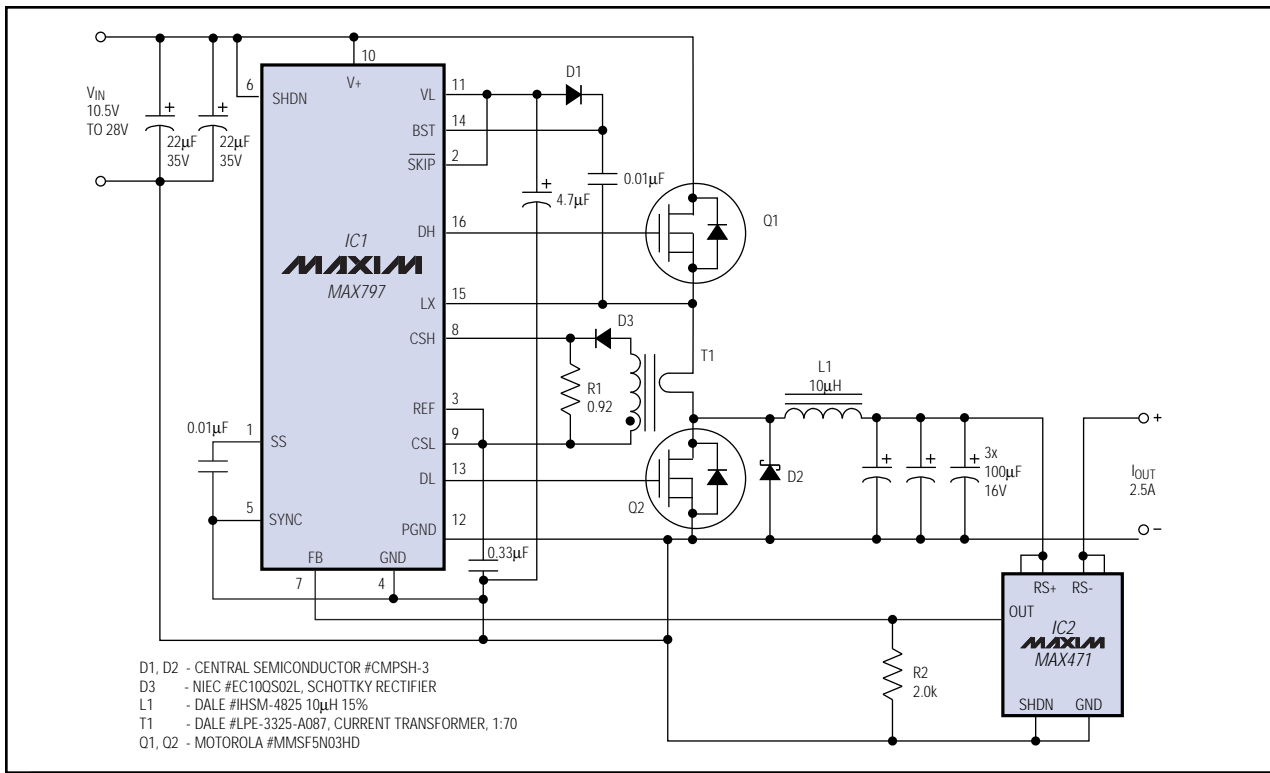 V_IN
10.5V
TO 28V
+
22μF
35V
+
22μF
35V
6
SHDN
10
V+
VL
11
BST
14
SKIP
2
DH
16
IC1
MAXIM
MAX797
LX
15
CSH
8
REF
3
CSL
9
DL
13
PGND
12
0.01μF
1
SS
5
SYNC
FB
7
GND
4
D1
+
4.7μF
0.01μF
Q1
D3
R1
0.92
T1
Q2
0.33μF
D2
L1
10μH
+
+
+
3x
100μF
16V
+
I_OUT
2.5A
−
RS+
RS-
OUT
IC2
MAXIM
MAX471
SHDN
GND
R2
2.0k
D1, D2 - CENTRAL SEMICONDUCTOR #CMPSH-3
D3 - NIEC #EC10QS02L, SCHOTTKY RECTIFIER
L1 - DALE #IHSM-4825 10μH 15%
T1 - DALE #LPE-3325-A087, CURRENT TRANSFORMER, 1:70
Q1, Q2 - MOTOROLA #MMSF5N03HD